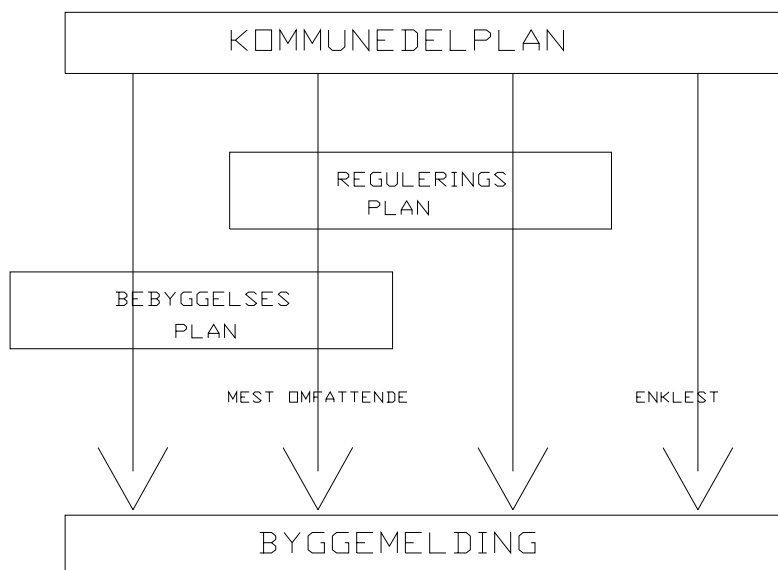 KOMMUNEDELPLAN
REGULERINGS
PLAN
BEBYGGELSES
PLAN
MEST OMFATTENDE
ENKLEST
BYGGEMELDING